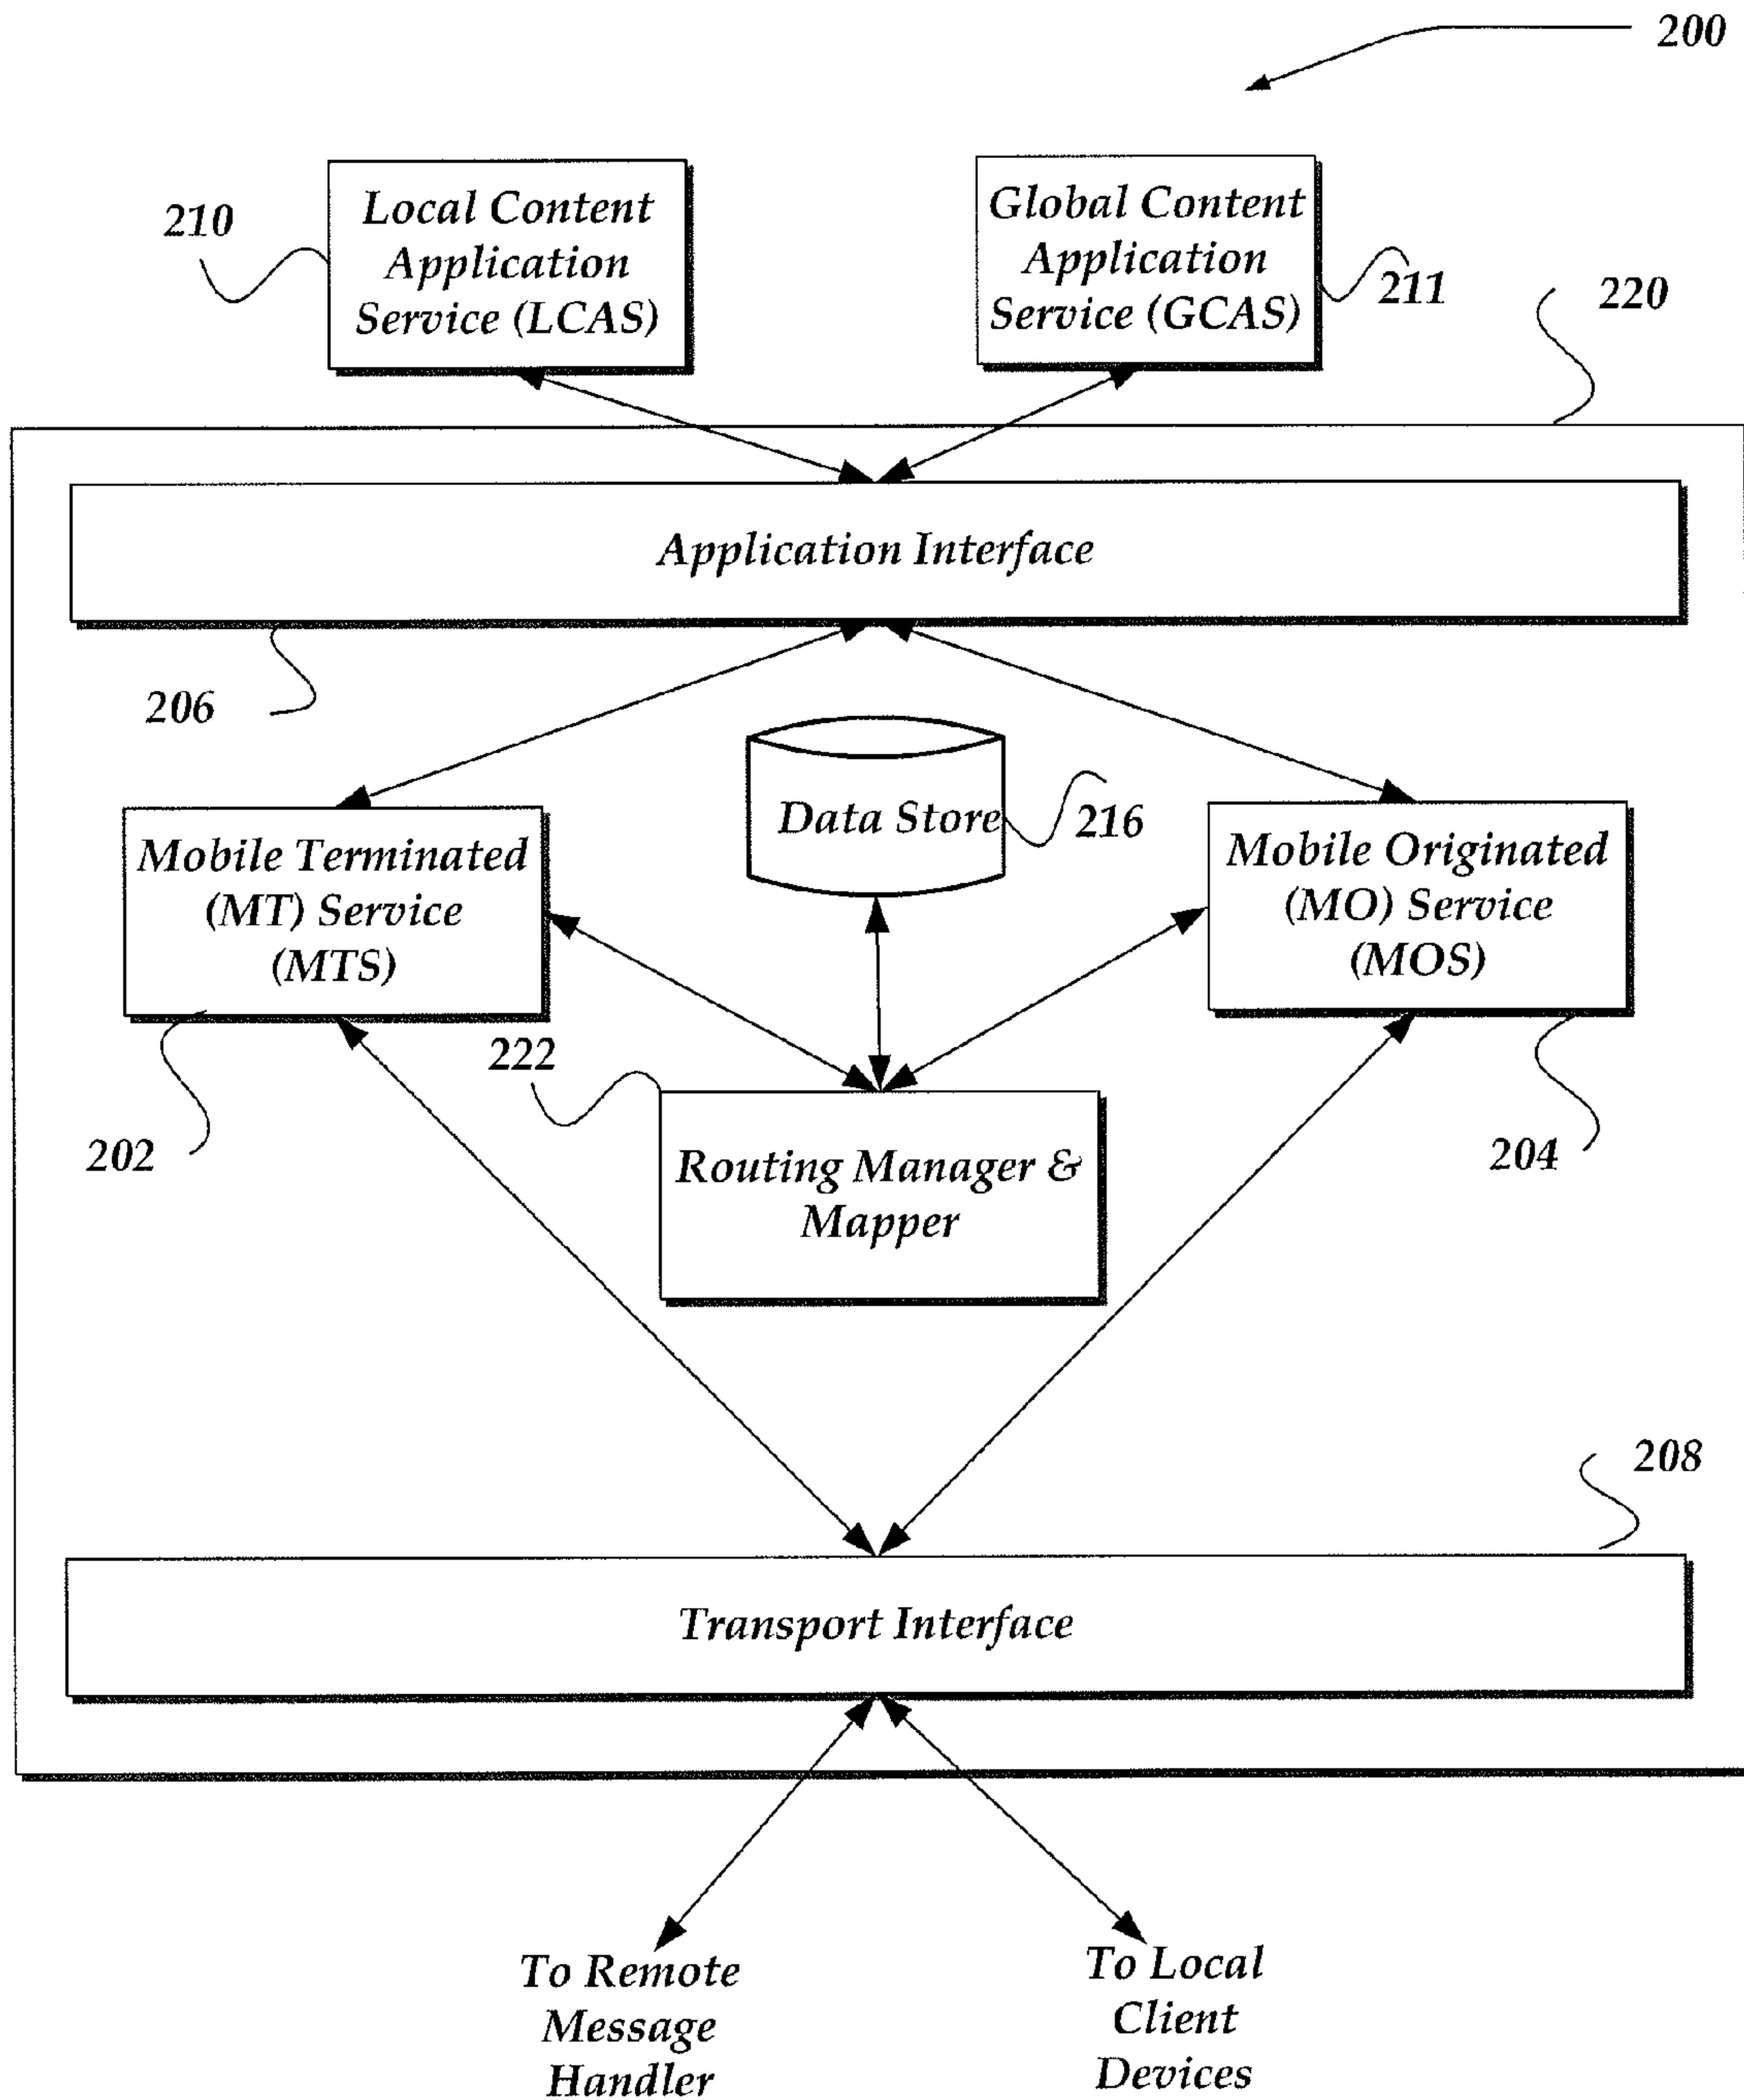 200
Local Content
Application
Service (LCAS)
210
Global Content
Application
Service (GCAS)
211
220
Application Interface
206
Data Store
216
Mobile Terminated
(MT) Service
(MTS)
Mobile Originated
(MO) Service
(MOS)
222
202
Routing Manager &
Mapper
204
208
Transport Interface
To Remote
Message
Handler
To Local
Client
Devices